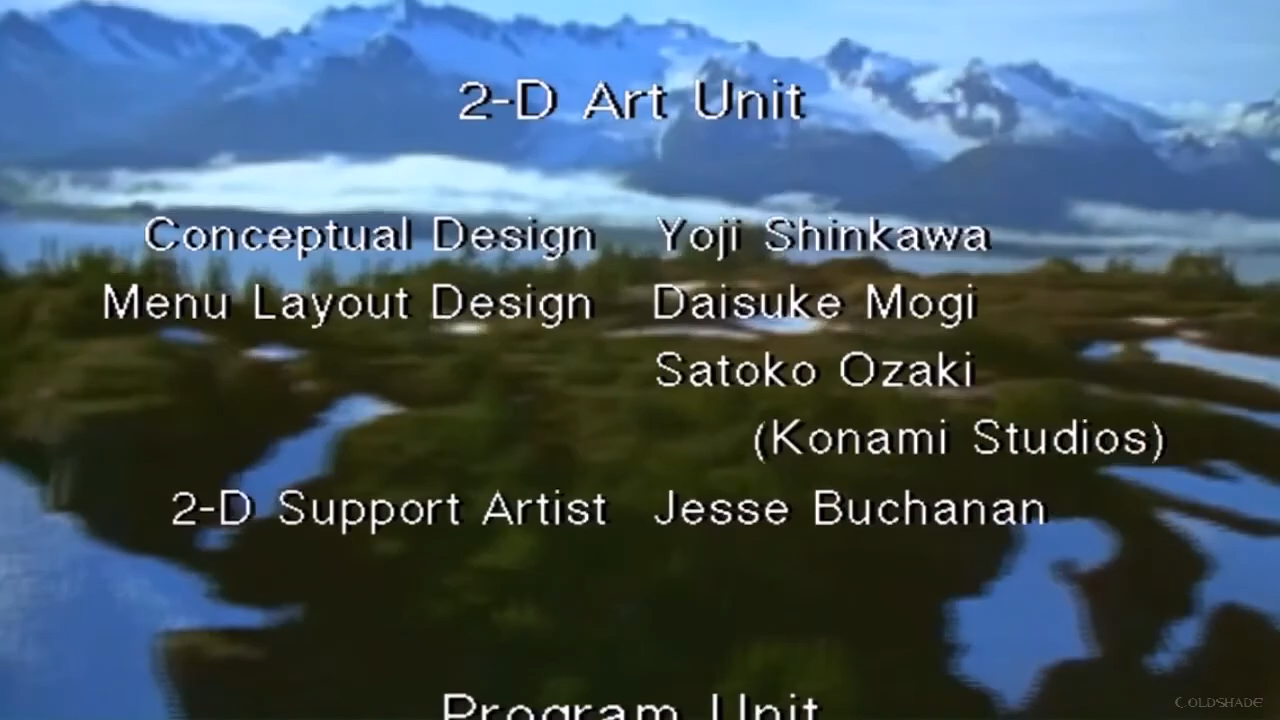 2-D Art Unit
Conceptual Design Yoji Shinkawa
Menu Layout Design Daisuke Mogi
Satoko Ozaki
(Konami Studios)
2-D Support Artist Jesse Buchanan
Program Unit
COLDSHADE